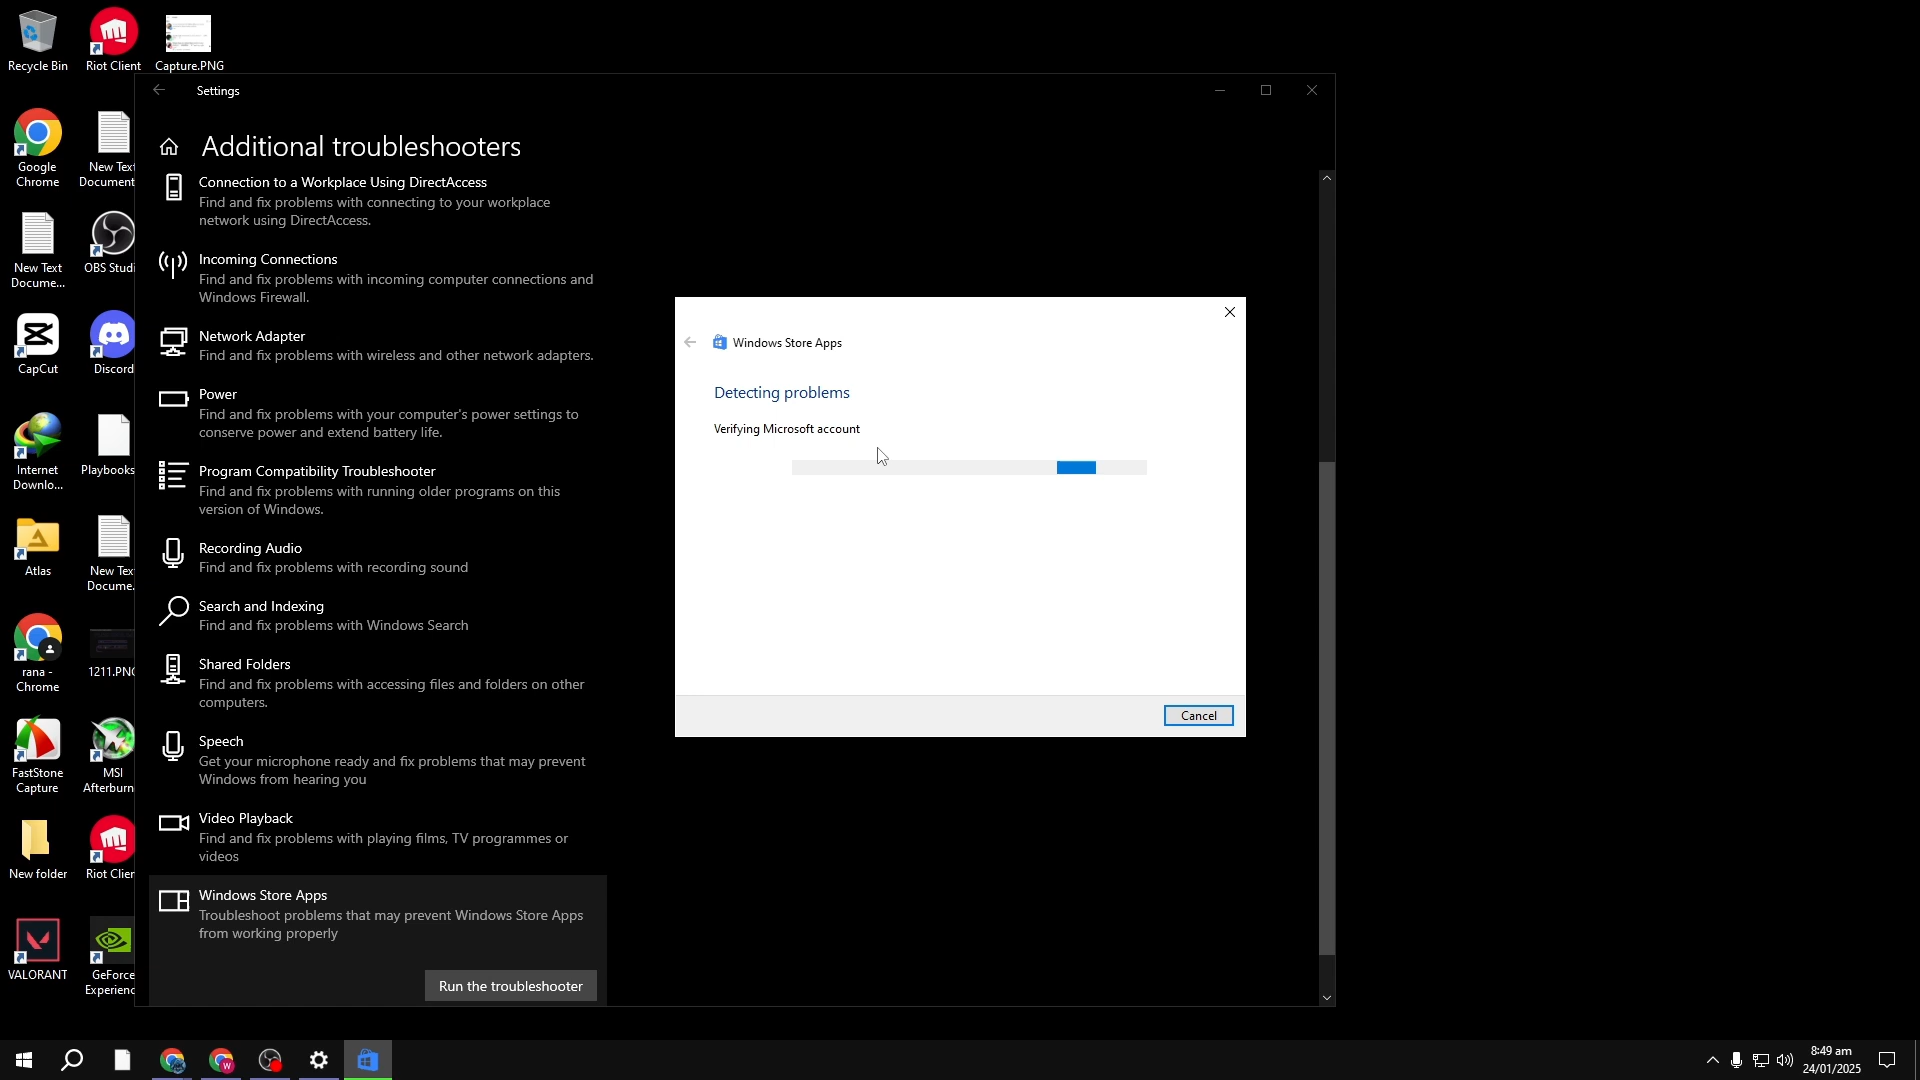 Recycle Bin
Riot Client
Capture.PNG
Google
Chrome
New Text
Document
New Text
Docume...
OBS Studi
CapCut
Discord
Internet
Downlo...
Playbooks
Atlas
New Tex
Docume.
rana -
Chrome
1211.PNG
FastStone
Capture
MSI
Afterburn
New folder
Riot Clien
VALORANT
GeForce
Experienc
Settings
Additional troubleshooters
Connection to a Workplace Using DirectAccess
Find and fix problems with connecting to your workplace
network using DirectAccess.
Incoming Connections
Find and fix problems with incoming computer connections and
Windows Firewall.
Network Adapter
Find and fix problems with wireless and other network adapters.
Power
Find and fix problems with your computer's power settings to
conserve power and extend battery life.
Program Compatibility Troubleshooter
Find and fix problems with running older programs on this
version of Windows.
Recording Audio
Find and fix problems with recording sound
Search and Indexing
Find and fix problems with Windows Search
Shared Folders
Find and fix problems with accessing files and folders on other
computers.
Speech
Get your microphone ready and fix problems that may prevent
Windows from hearing you
Video Playback
Find and fix problems with playing films, TV programmes or
videos
Windows Store Apps
Troubleshoot problems that may prevent Windows Store Apps
from working properly
Run the troubleshooter
Windows Store Apps
Detecting problems
Verifying Microsoft account
Cancel
W
8:49 am
24/01/2025